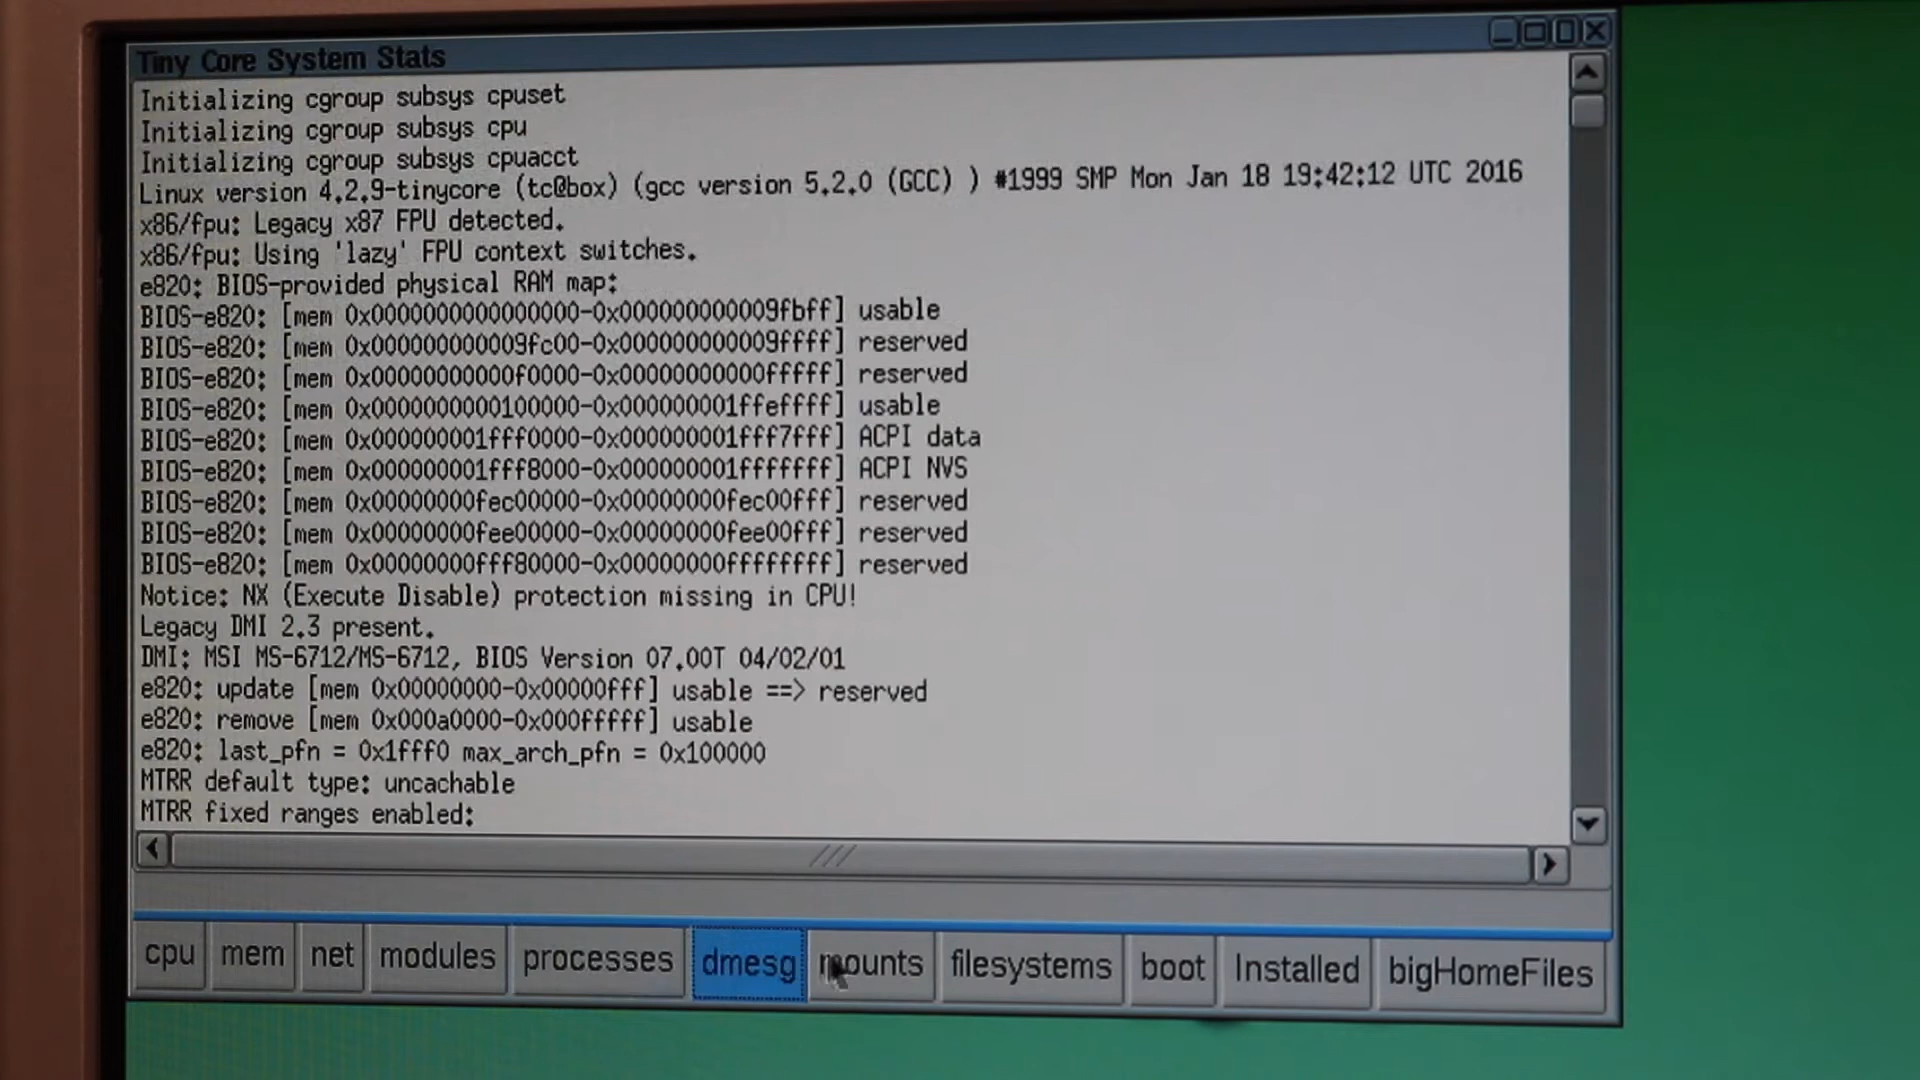 Tiny Core System Stats
Initializing cgroup subsys cpuset
Initializing cgroup subsys cpu
Initializing cgroup subsys cpuacct
Linux version 4.2.9-tinycore (tc@box) (gcc version 5.2.0 (GCC) ) #1999 SMP Mon Jan 18 19:42:12 UTC 2016
x86/fpu: Legacy x87 FPU detected.
x86/fpu: Using 'lazy' FPU context switches.
e820: BIOS-provided physical RAM map:
BIOS-e820: [mem 0x0000000000000000-0x000000000009fbff] usable
BIOS-e820: [mem 0x000000000009fc00-0x000000000009ffff] reserved
BIOS-e820: [mem 0x00000000000f0000-0x00000000000fffff] reserved
BIOS-e820: [mem 0x0000000000100000-0x000000001ffeffff] usable
BIOS-e820: [mem 0x000000001fff0000-0x000000001fff7fff] ACPI data
BIOS-e820: [mem 0x000000001fff8000-0x000000001fffffff] ACPI NVS
BIOS-e820: [mem 0x00000000fec00000-0x00000000fec00fff] reserved
BIOS-e820: [mem 0x00000000fee00000-0x00000000fee00fff] reserved
BIOS-e820: [mem 0x00000000fff80000-0x00000000ffffffff] reserved
Notice: NX (Execute Disable) protection missing in CPU!
Legacy DMI 2.3 present.
DMI: MSI MS-6712/MS-6712, BIOS Version 07.00T 04/02/01
e820: update [mem 0x00000000-0x00000fff] usable ==> reserved
e820: remove [mem 0x000a0000-0x000fffff] usable
e820: last_pfn = 0x1fff0 max_arch_pfn = 0x100000
MTRR default type: uncachable
MTRR fixed ranges enabled:
cpu mem net modules processes dmesg mounts filesystems boot Installed bigHomeFiles